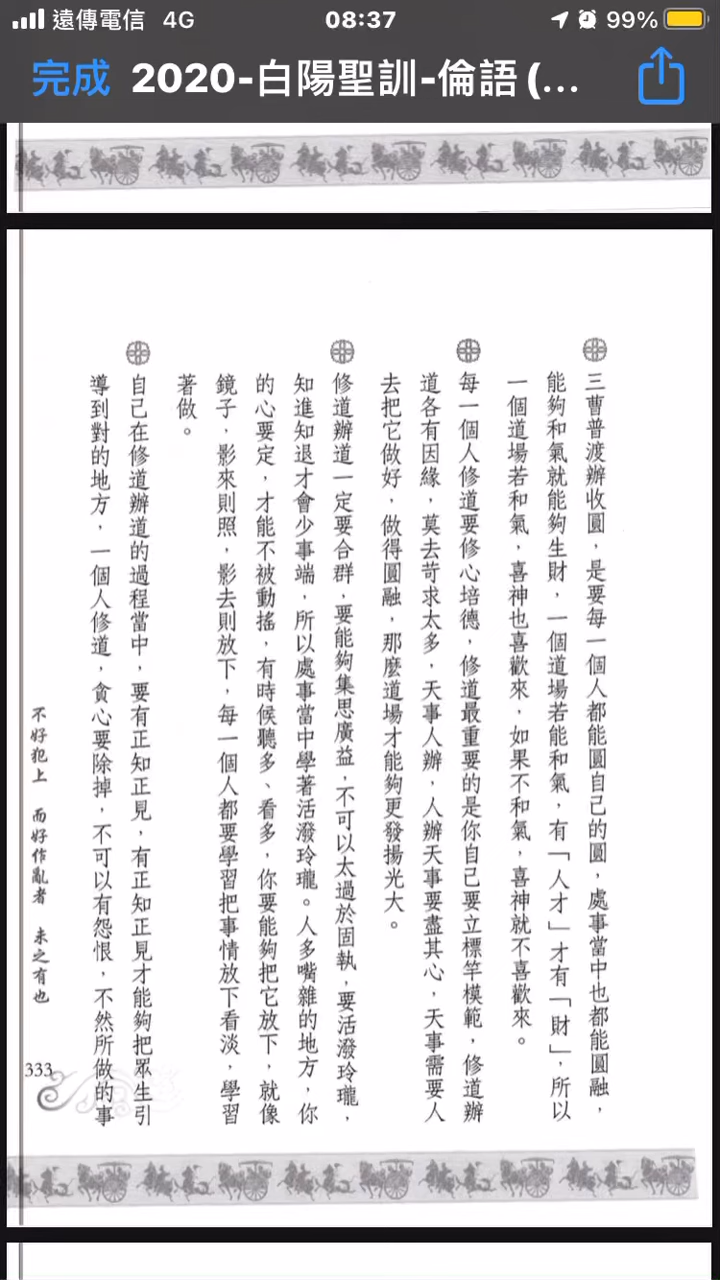 遠傳電信 4G 08:37 99%
完成 2020-白陽聖訓-倫語 (...
三曹普渡辦收圓，是要每一個人都能圓自己的圓，處事當中也都能圓融，
能夠和氣就能夠生財，一個道場若能和氣，有「人才」才有「財」，所以
一個道場若和氣，喜神也喜歡來，如果不和氣，喜神就不喜歡來。
每一個人修道要修心培德，修道最重要的是你自己要立標竿模範，修道辦
道各有因緣，莫去苛求太多，天事人辦，人辦天事要盡其心，天事需要人
去把它做好，做得圓融，那麼道場才能夠更發揚光大。
修道辦道一定要合群，要能夠集思廣益，不可以太過於固執，要活潑玲瓏，
知進知退才會少事端，所以處事當中學著活潑玲瓏。人多嘴雜的地方，你
的心要定，才能不被動搖，有時候聽多、看多，你要能夠把它放下，就像
鏡子，影來則照，影去則放下，每一個人都要學習把事情放下看淡，學習
著做。
自己在修道辦道的過程當中，要有正知正見，有正知正見才能夠把眾生引
導到對的地方，一個人修道，貪心要除掉，不可以有怨恨，不然所做的事
不好犯上 而好作亂者 未之有也
333